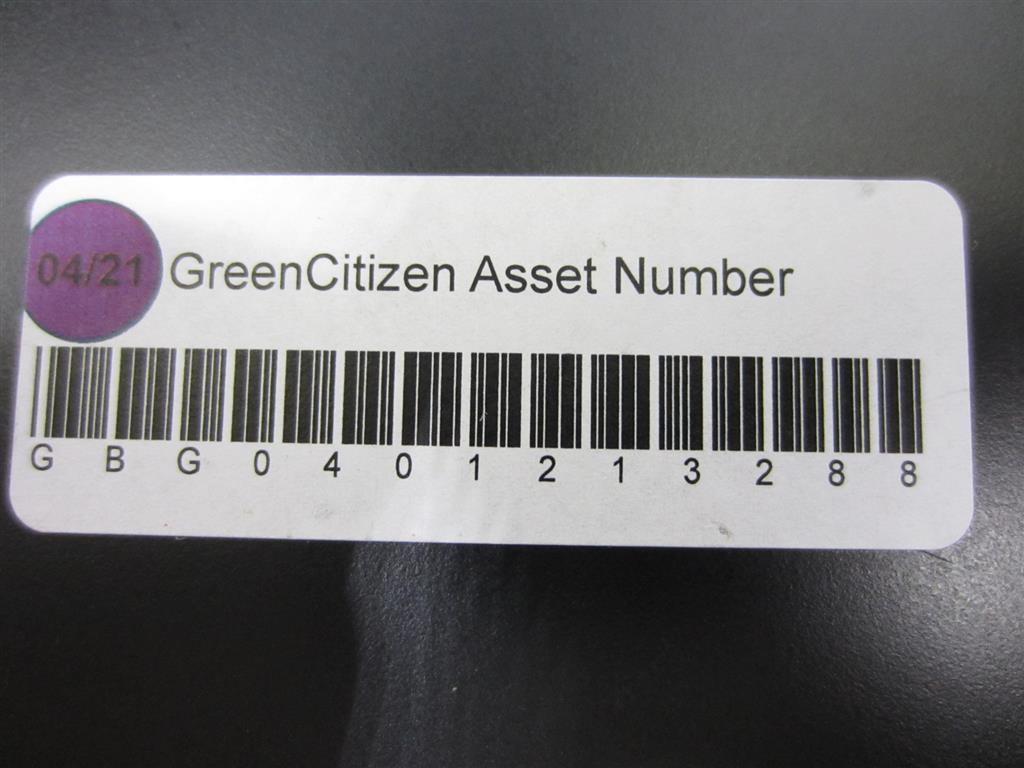 04/21 GreenCitizen Asset Number
G B G 0 4 0 1 2 1 3 2 8 8